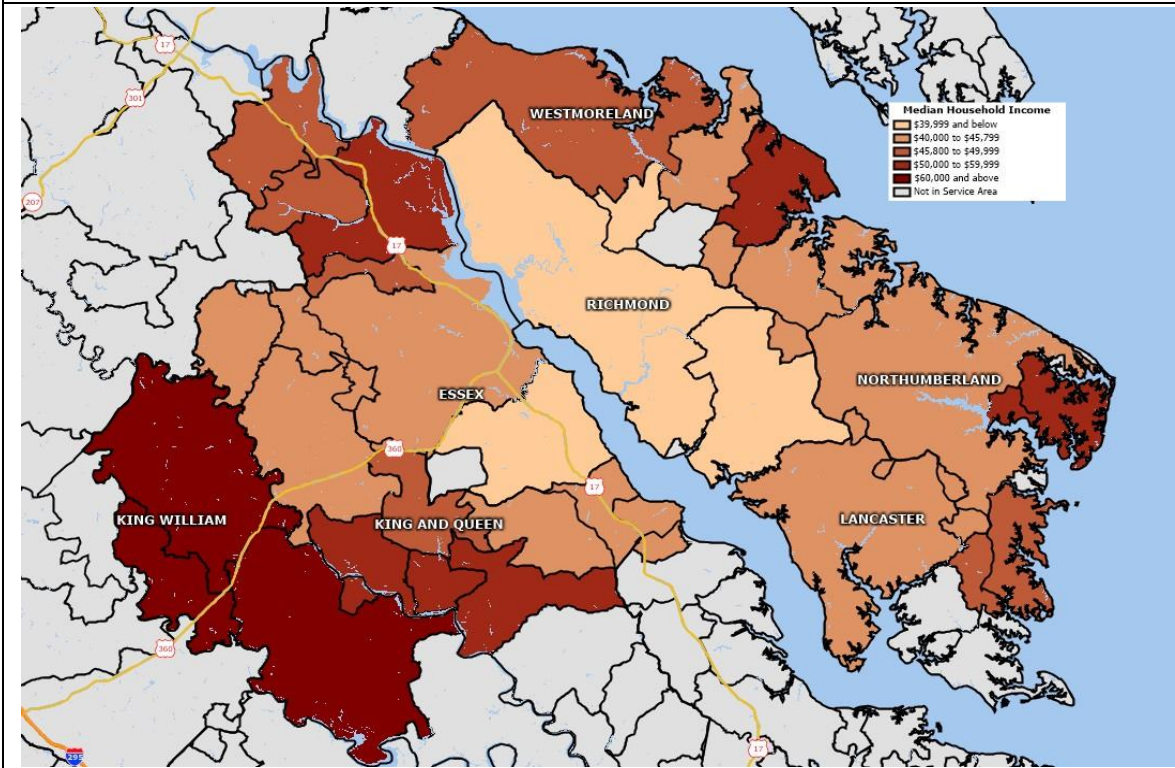 17
301
207
WESTMORELAND
Median Household Income
$39,999 and below
$40,000 to $45,799
$45,800 to $49,999
$50,000 to $59,999
$60,000 and above
Not in Service Area
17
RICHMOND
NORTHUMBERLAND
ESSEX
360
17
KING WILLIAM
KING AND QUEEN
LANCASTER
360
295
17